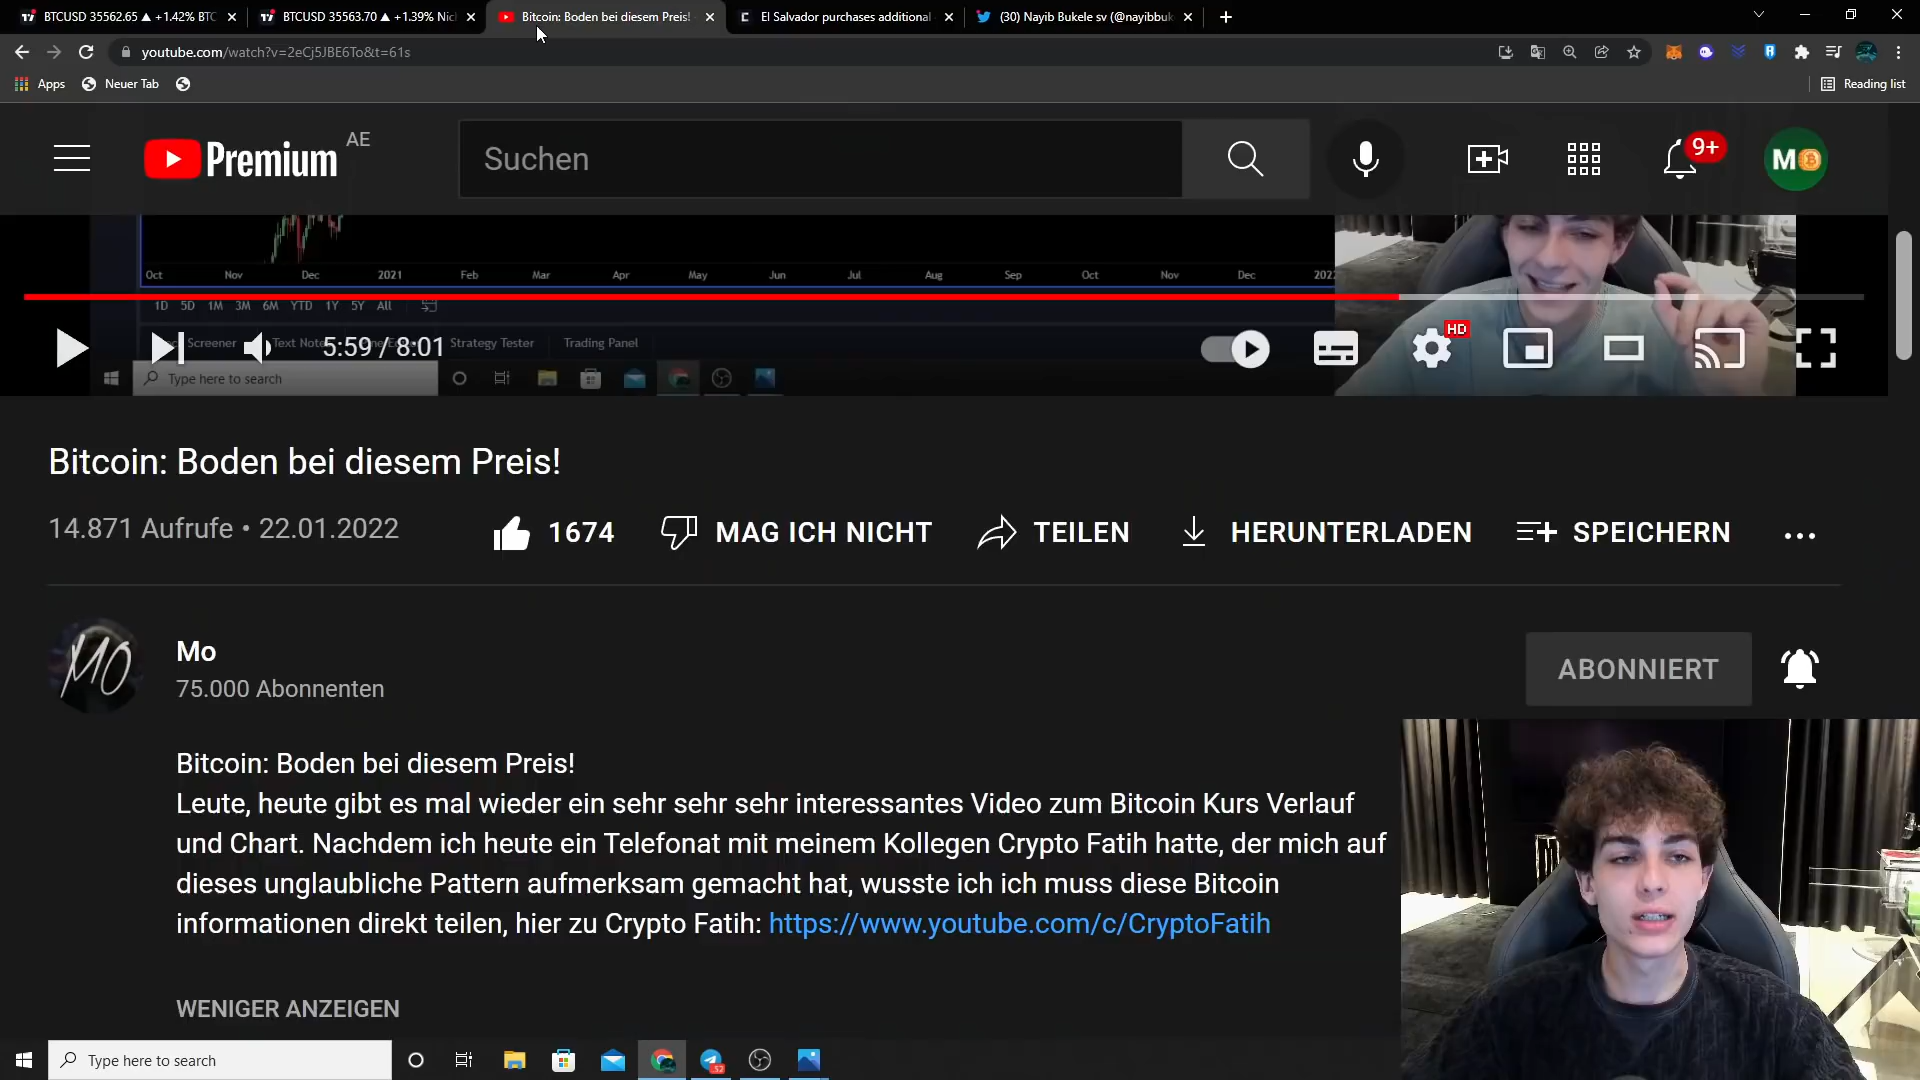 BTCUSD 35562.65 ▲ +1.42% BTC
BTCUSD 35563.70 ▲ +1.39% Nic
Bitcoin: Boden bei diesem Preis!
El Salvador purchases additional
(30) Nayib Bukele sv (@nayibbuk
youtube.com/watch?v=2eCj5JBE6To&t=61s
Apps
Neuer Tab
Reading list
Premium
AE
Suchen
9+
M
Oct Nov Dec 2021 Feb Mar Apr May Jun Jul Aug Sep Oct Nov Dec 2022
1D 5D 1M 3M 6M YTD 1Y 5Y All
5:59 / 8:01
Screener
Strategy Tester
Trading Panel
HD
Type here to search
Bitcoin: Boden bei diesem Preis!
14.871 Aufrufe • 22.01.2022
1674
MAG ICH NICHT
TEILEN
HERUNTERLADEN
SPEICHERN
MO
Mo
75.000 Abonnenten
ABONNIERT
Bitcoin: Boden bei diesem Preis!
Leute, heute gibt es mal wieder ein sehr sehr sehr interessantes Video zum Bitcoin Kurs Verlauf
und Chart. Nachdem ich heute ein Telefonat mit meinem Kollegen Crypto Fatih hatte, der mich auf
dieses unglaubliche Pattern aufmerksam gemacht hat, wusste ich ich muss diese Bitcoin
informationen direkt teilen, hier zu Crypto Fatih: https://www.youtube.com/c/CryptoFatih
WENIGER ANZEIGEN
Type here to search